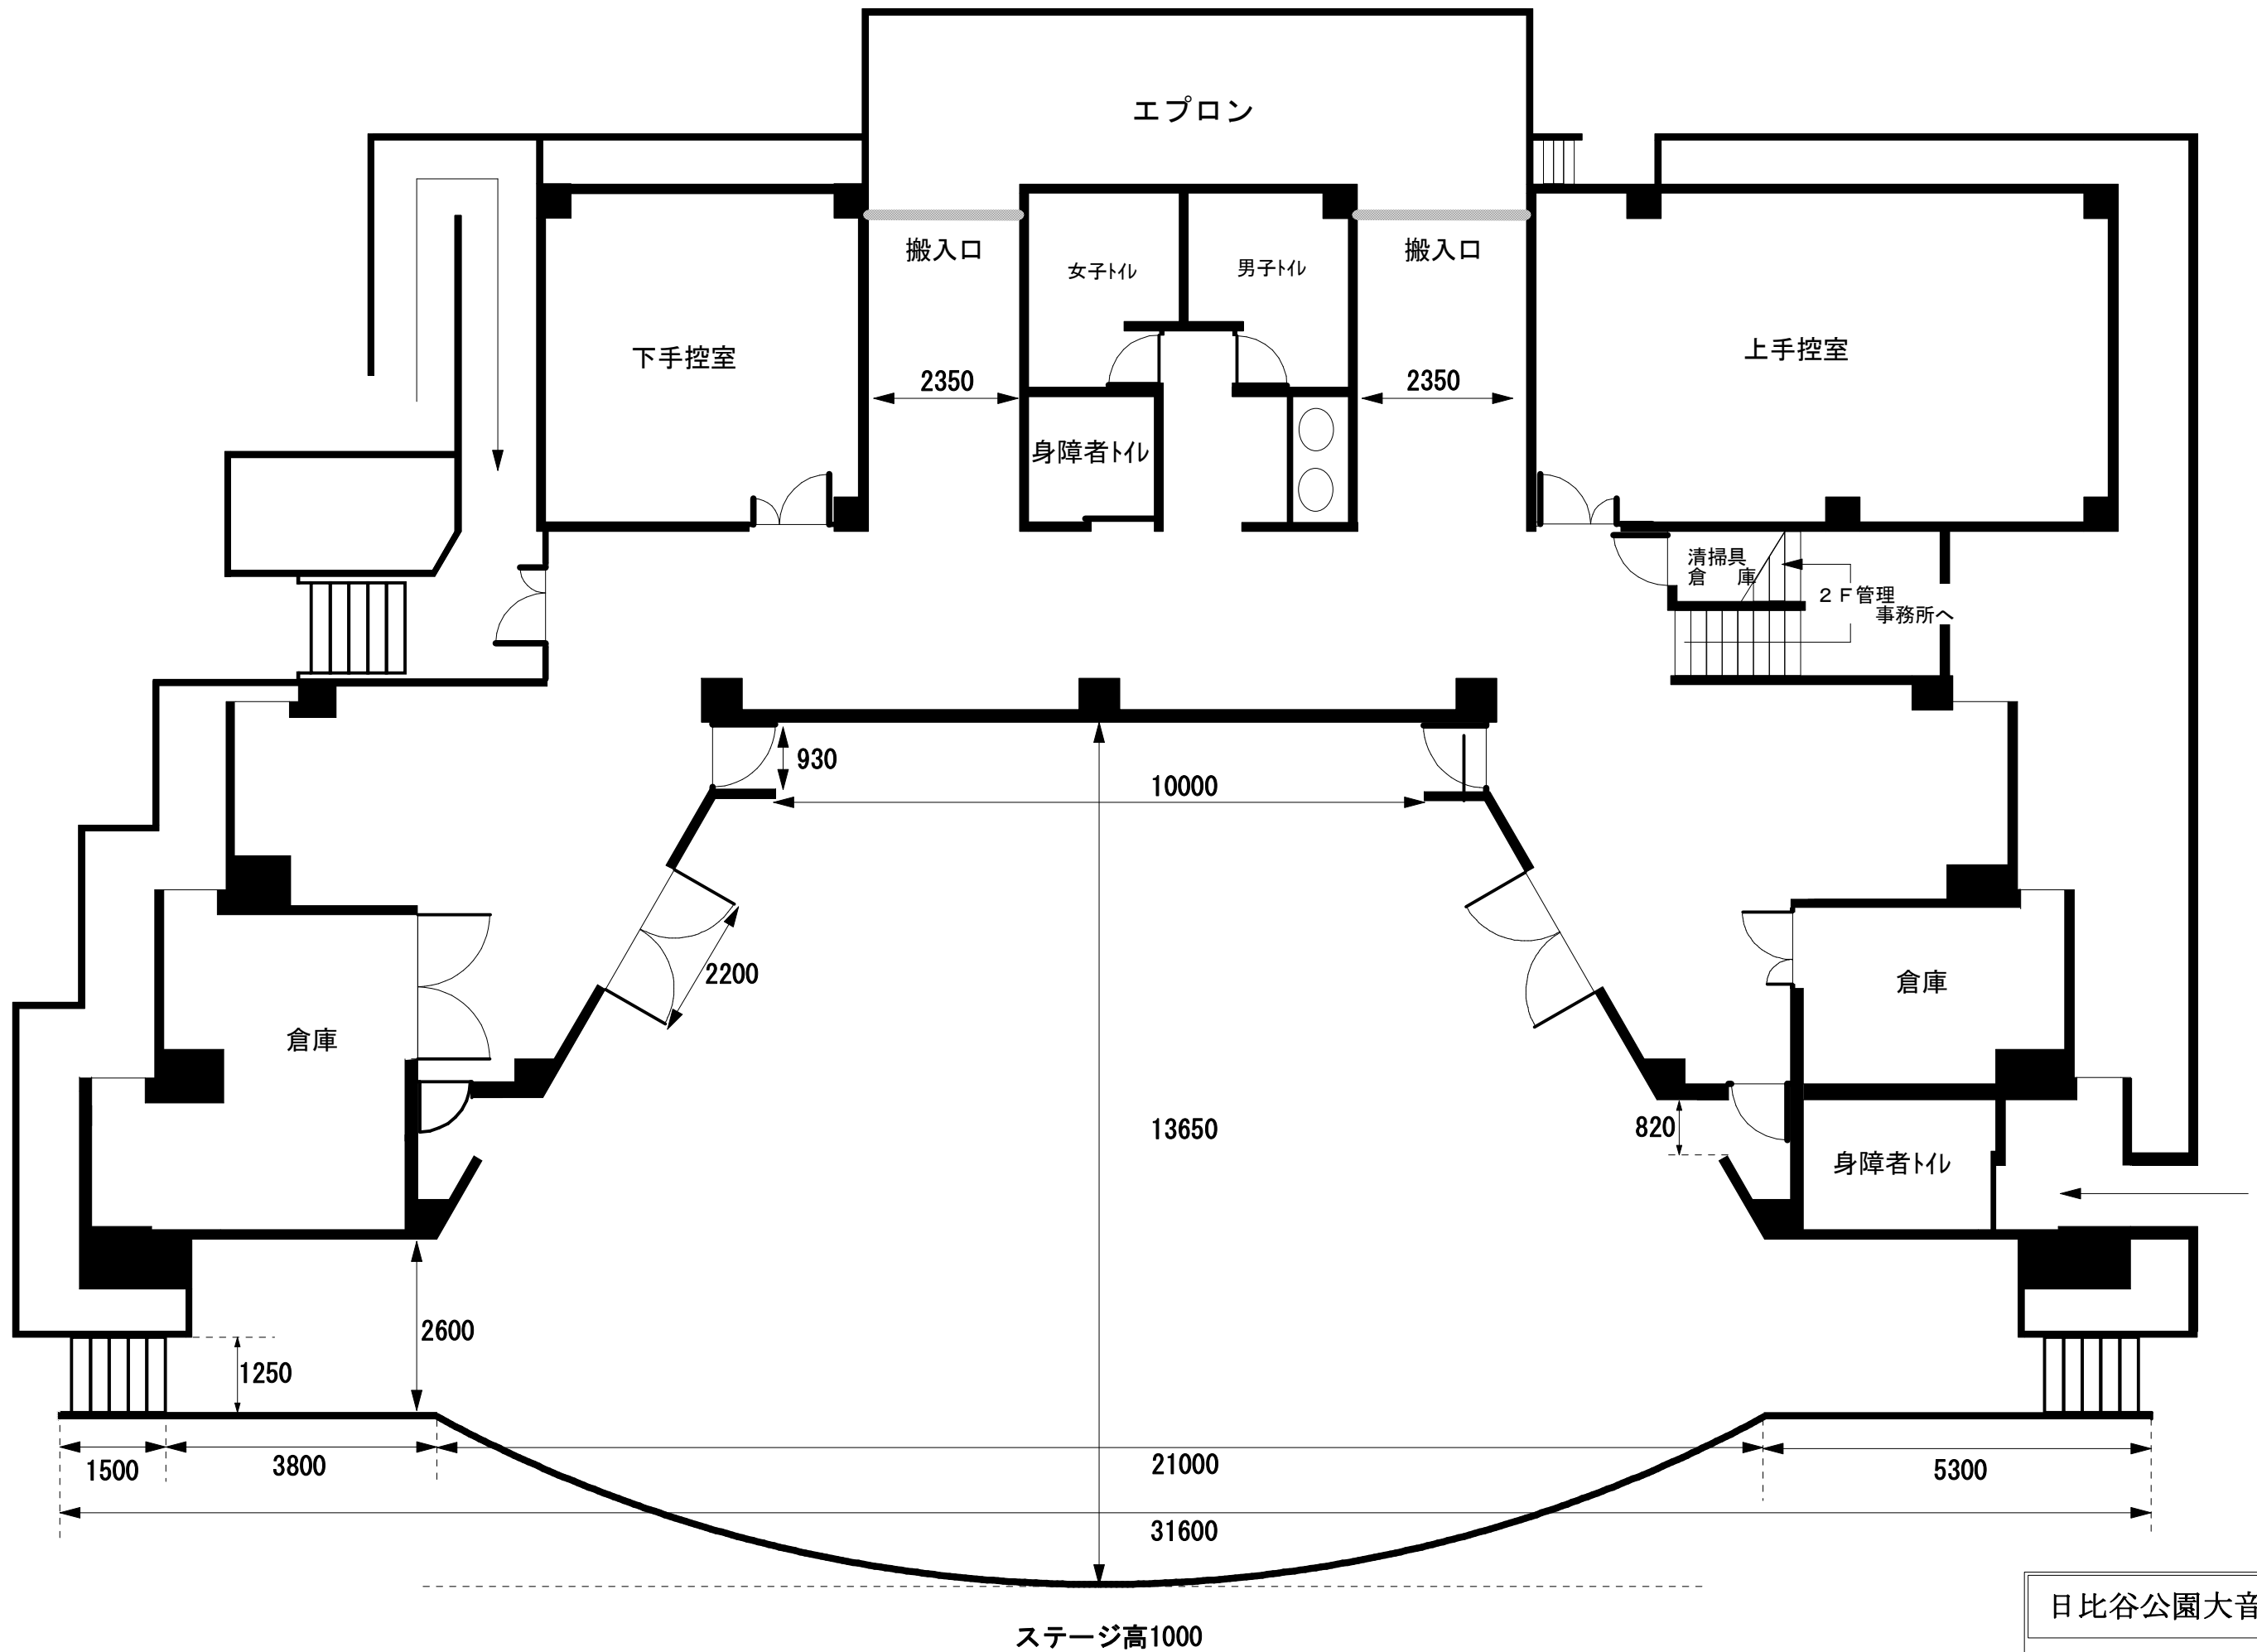 エプロン
搬入口
搬入口
女子ﾄｲﾚ
男子ﾄｲﾚ
下手控室
上手控室
2350
2350
身障者ﾄｲﾚ
清掃具
倉　庫
２Ｆ管理
事務所へ
930
10000
2200
倉庫
倉庫
13650
820
身障者ﾄｲﾚ
2600
1250
1500
3800
21000
5300
31600
日比谷公園大音
ステージ高1000